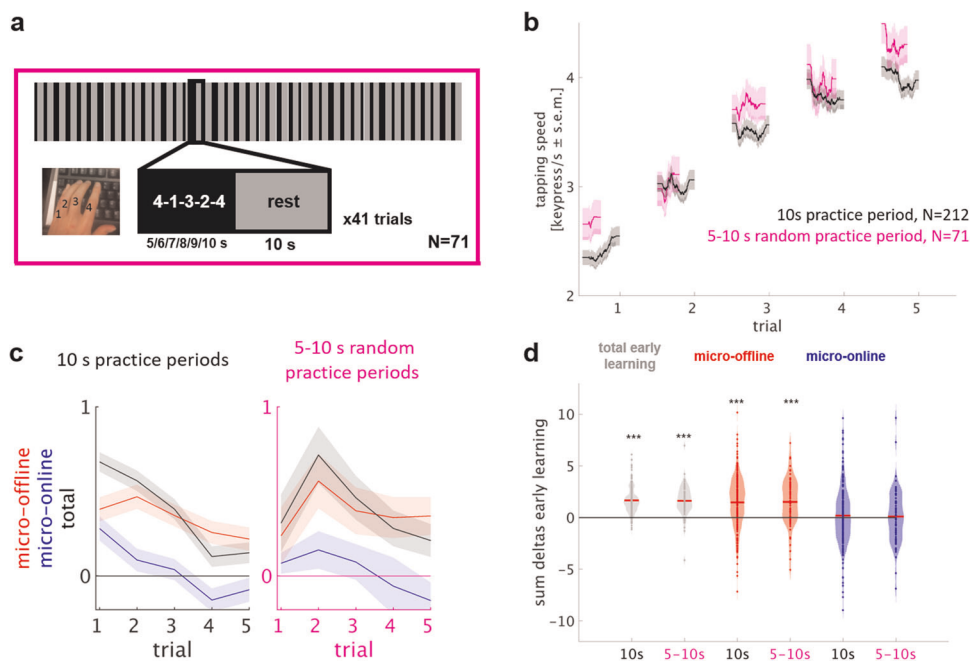 a
4-1-3-2-4
rest
x41 trials
1
2
3
4
5/6/7/8/9/10 s
10 s
N=71
b
tapping speed
[keypress/s ± s.e.m.]
4
3
2
10s practice period, N=212
5-10 s random practice period, N=71
1
2
3
4
5
trial
c
10 s practice periods
5-10 s random
practice periods
micro-offline
micro-online
total
1
0
1
2
3
4
5
trial
1
0
1
2
3
4
5
trial
d
total early
learning
micro-offline
micro-online
sum deltas early learning
10
5
0
-5
-10
***
***
***
***
10s
5-10s
10s
5-10s
10s
5-10s